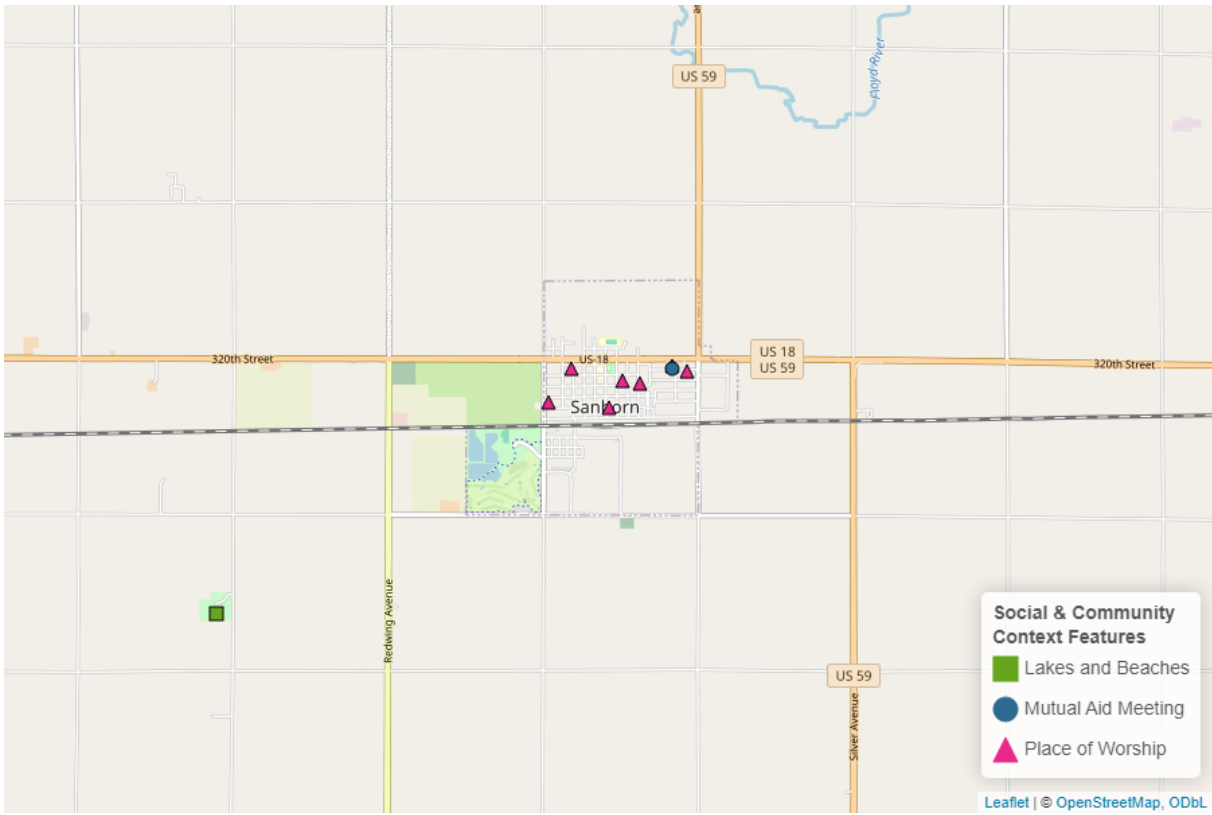 US 59
Floyd River
320th Street
US-18
US 18
US 59
320th Street
Sanborn
Redwing Avenue
US 59
Silver Avenue
Social & Community
Context Features
Lakes and Beaches
Mutual Aid Meeting
Place of Worship
Leaflet | © OpenStreetMap, ODbL